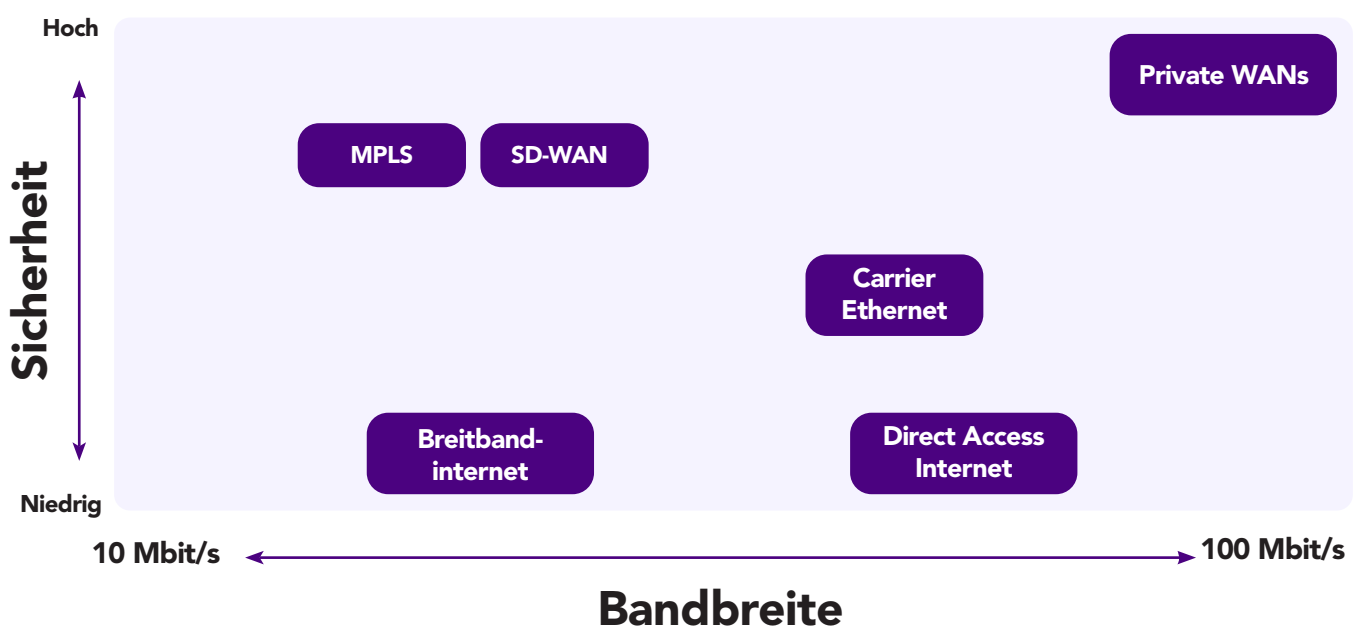 Hoch
Private WANs
MPLS
SD-WAN
Sicherheit
Carrier
Ethernet
Breitband-
internet
Direct Access
Internet
Niedrig
10 Mbit/s
100 Mbit/s
Bandbreite